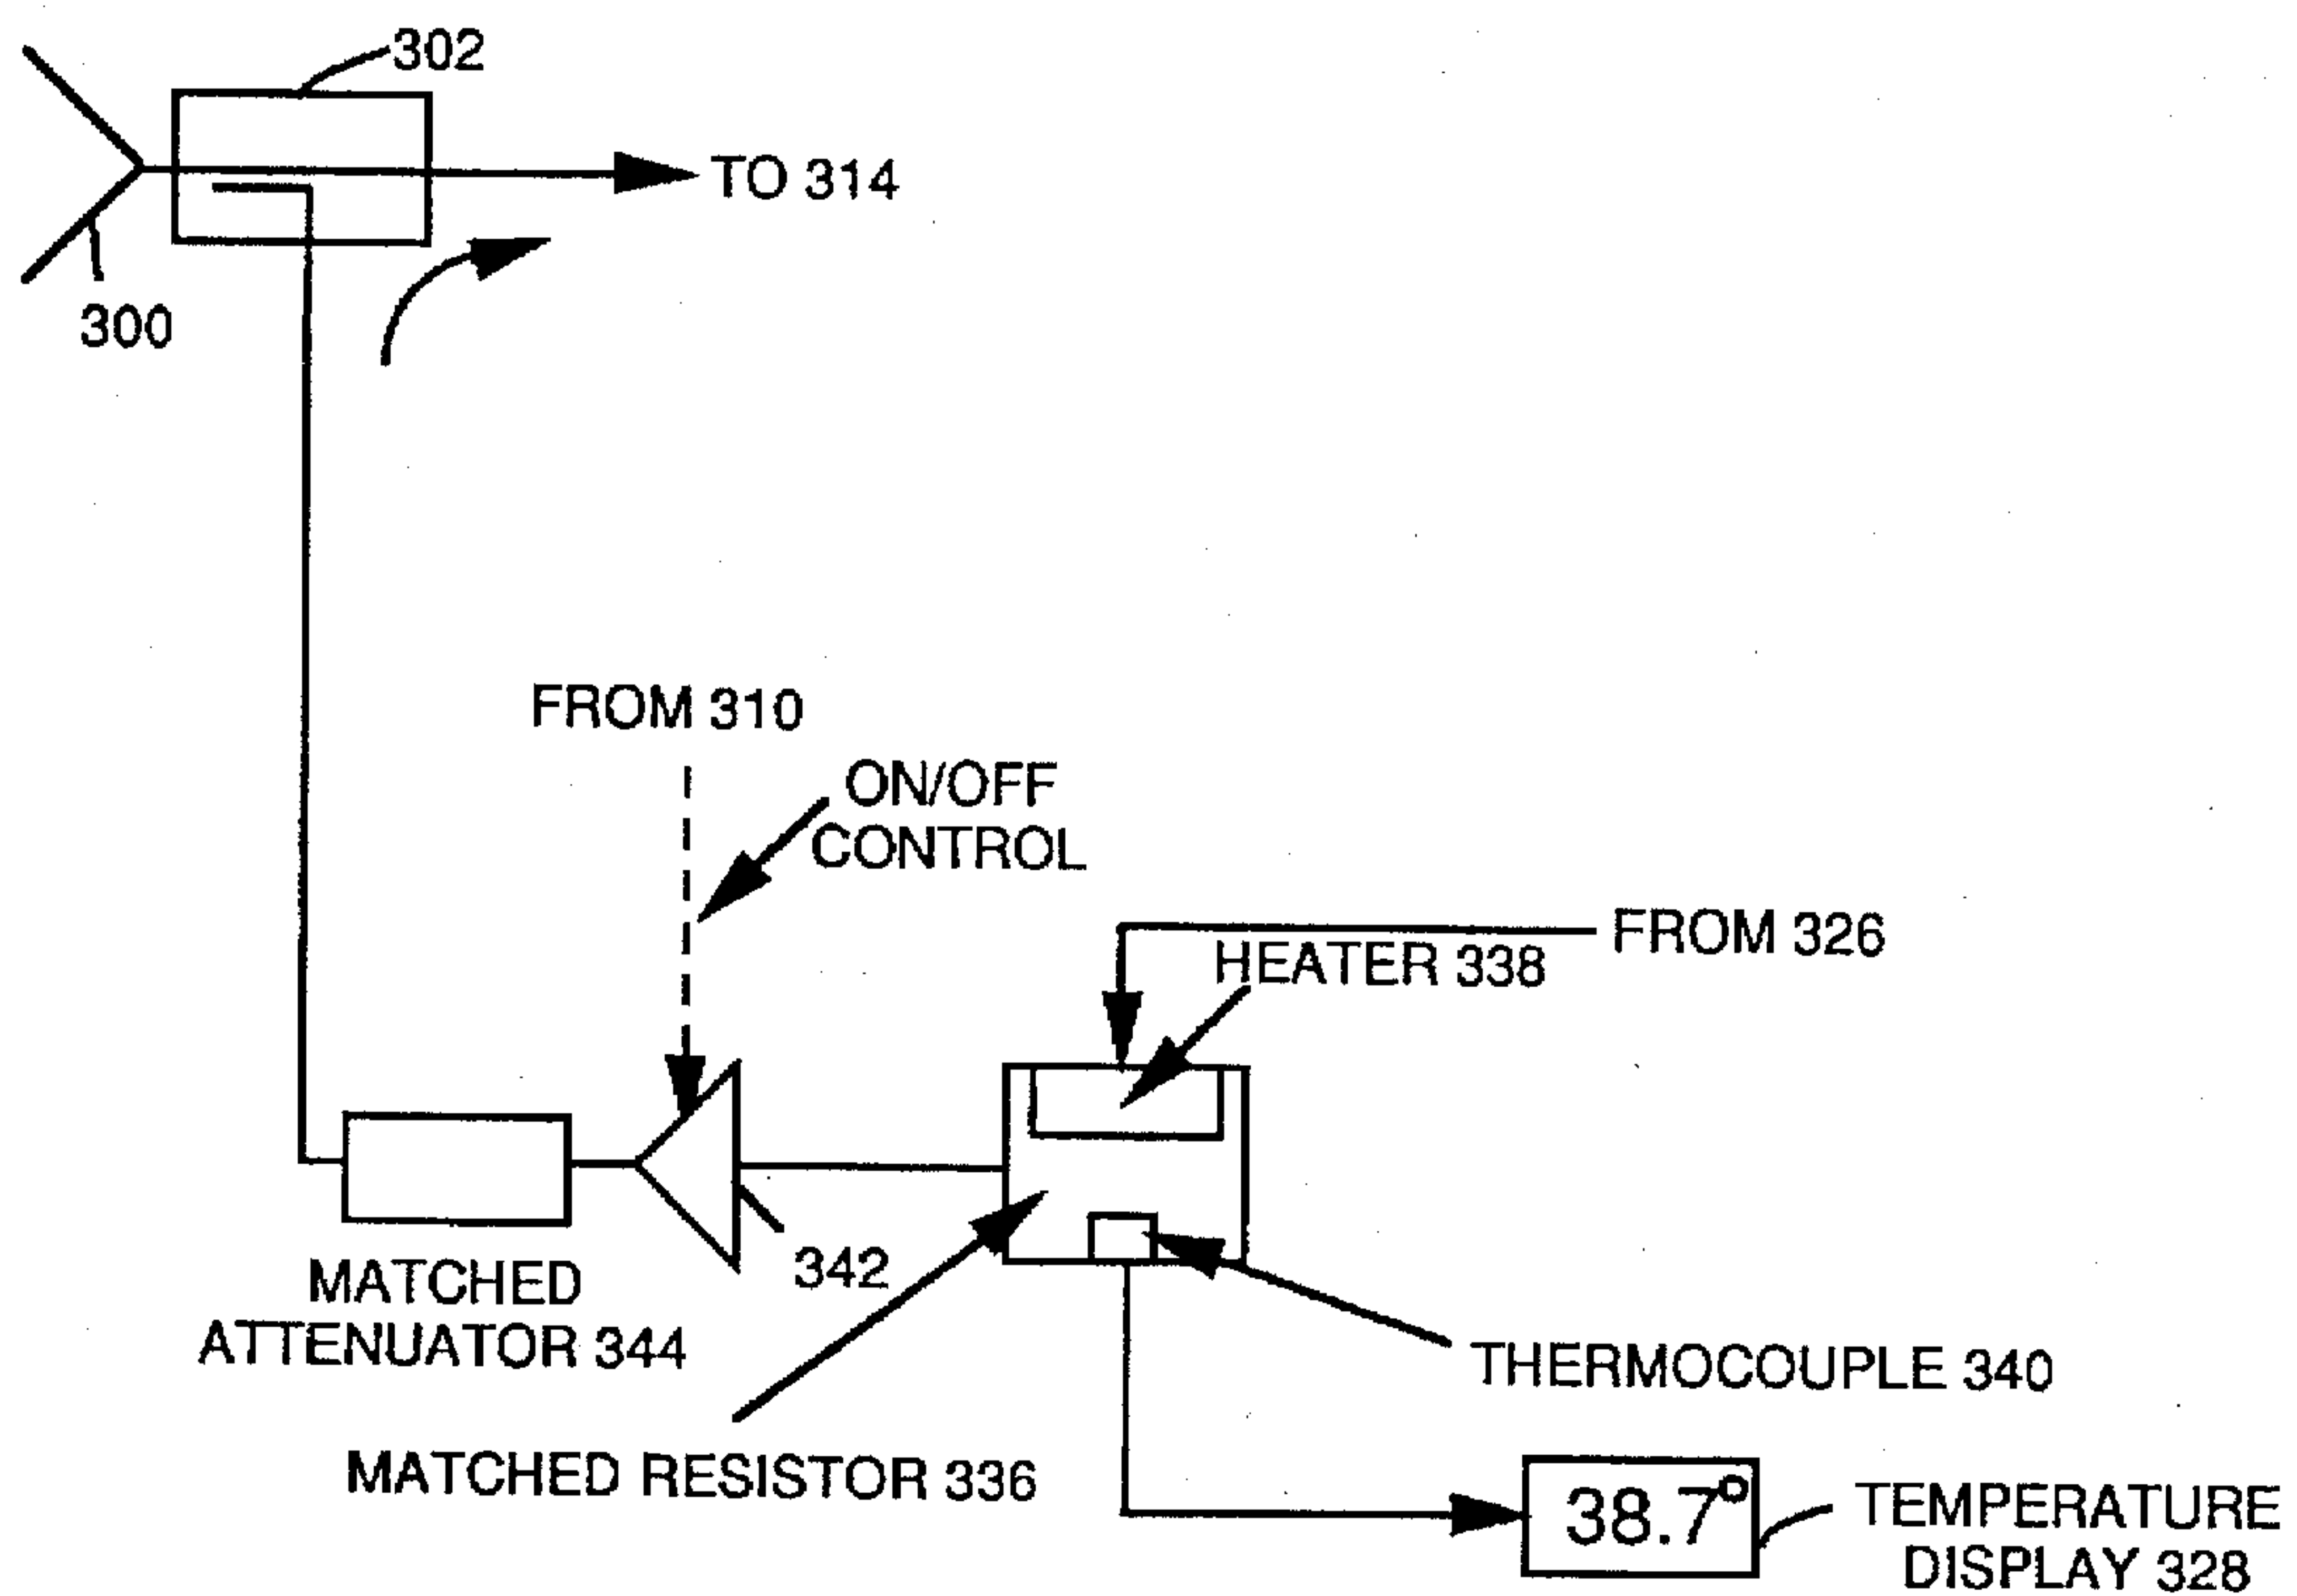 302
TO 314
300
FROM 310
ON/OFF
CONTROL
FROM 326
HEATER 338
342
MATCHED
ATTENUATOR 344
THERMOCOUPLE 340
MATCHED RESISTOR 336
38.7°
TEMPERATURE
DISPLAY 328